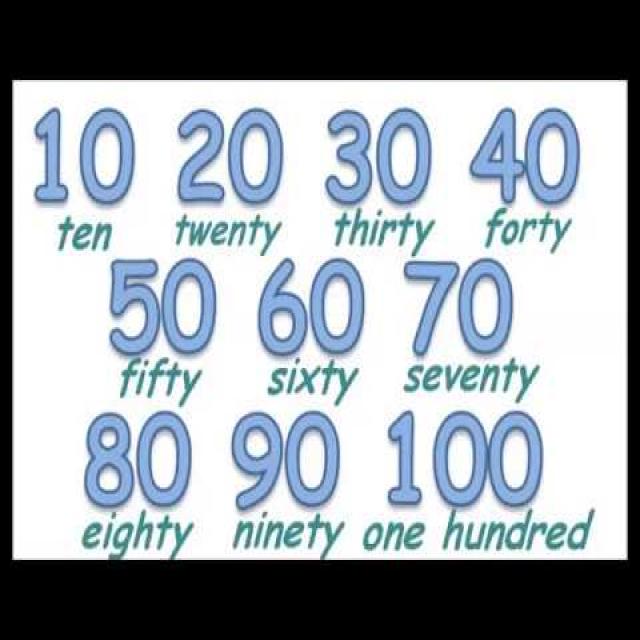 10 20 30 40
ten twenty thirty forty
50 60 70
fifty sixty seventy
80 90 100
eighty ninety one hundred